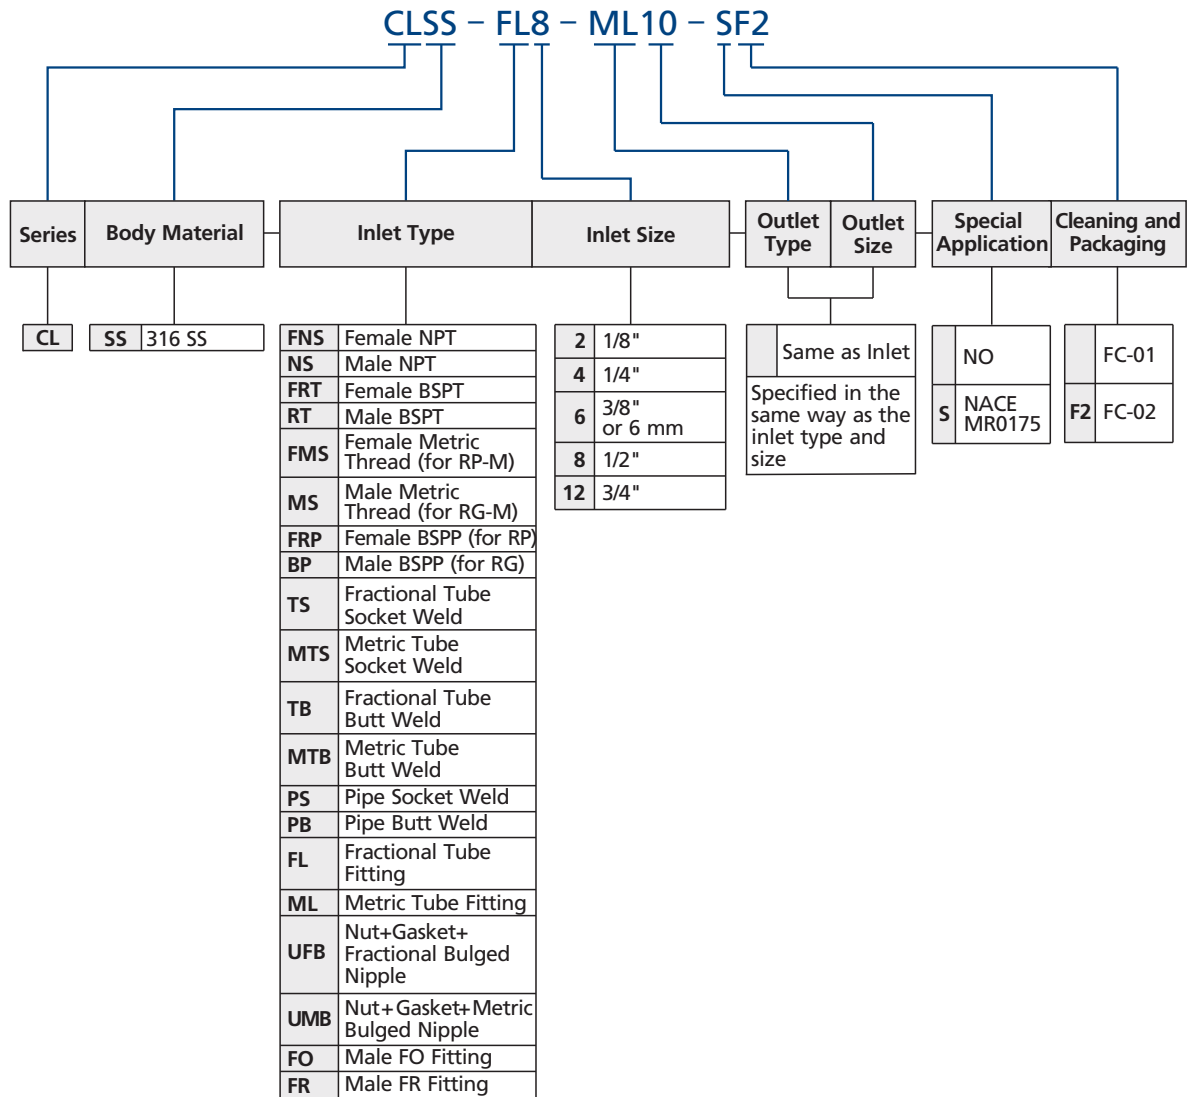 CLSS – FL8 – ML10 – SF2
Series
Body Material
Inlet Type
Inlet Size
Outlet
Type
Outlet
Size
Special
Application
Cleaning and
Packaging
CL
SS 316 SS
FNS Female NPT
NS Male NPT
FRT Female BSPT
RT Male BSPT
FMS Female Metric
Thread (for RP-M)
MS Male Metric
Thread (for RG-M)
FRP Female BSPP (for RP)
BP Male BSPP (for RG)
TS Fractional Tube
Socket Weld
MTS Metric Tube
Socket Weld
TB Fractional Tube
Butt Weld
MTB Metric Tube
Butt Weld
PS Pipe Socket Weld
PB Pipe Butt Weld
FL Fractional Tube
Fitting
ML Metric Tube Fitting
UFB Nut+Gasket+
Fractional Bulged
Nipple
UMB Nut+Gasket+Metric
Bulged Nipple
FO Male FO Fitting
FR Male FR Fitting
2 1/8"
4 1/4"
6 3/8"
or 6 mm
8 1/2"
12 3/4"
Same as Inlet
Specified in the
same way as the
inlet type and
size
NO
S NACE
MR0175
FC-01
F2 FC-02